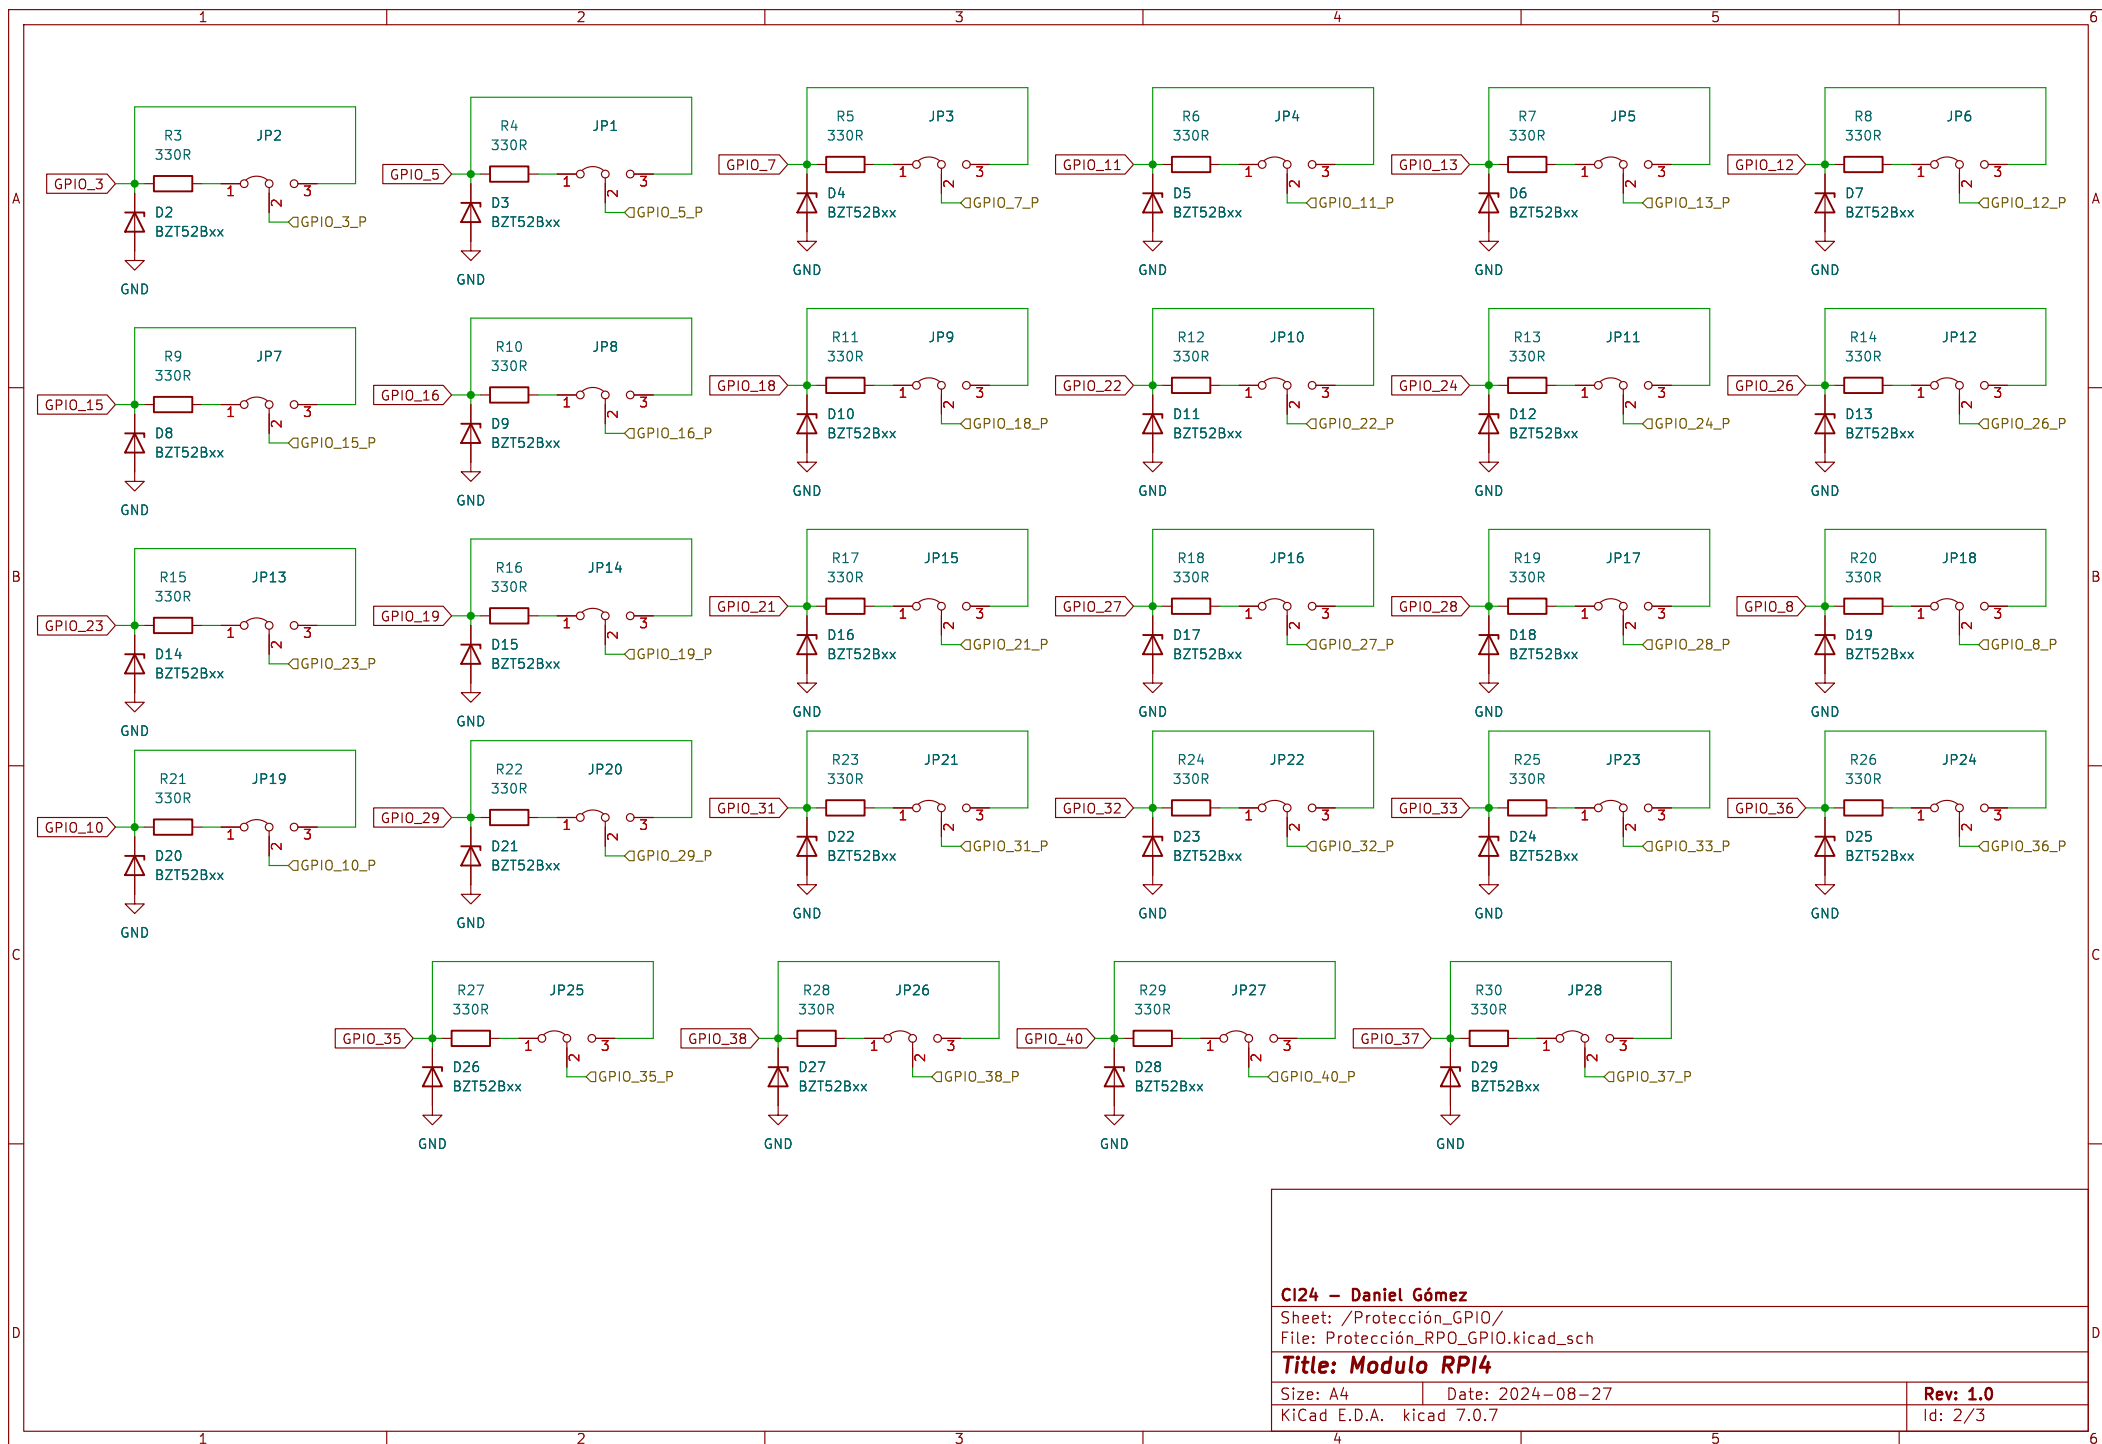 1 2 3 4 5 6
R3 JP2
330R
GPIO_3 1 2 3
D2
BZT52Bxx
GPIO_3_P
GND
R4 JP1
330R
GPIO_5 1 2 3
D3
BZT52Bxx
GPIO_5_P
GND
R5 JP3
330R
GPIO_7 1 2 3
D4
BZT52Bxx
GPIO_7_P
GND
R6 JP4
330R
GPIO_11 1 2 3
D5
BZT52Bxx
GPIO_11_P
GND
R7 JP5
330R
GPIO_13 1 2 3
D6
BZT52Bxx
GPIO_13_P
GND
R8 JP6
330R
GPIO_12 1 2 3
D7
BZT52Bxx
GPIO_12_P
GND
A A
R9 JP7
330R
GPIO_15 1 2 3
D8
BZT52Bxx
GPIO_15_P
GND
R10 JP8
330R
GPIO_16 1 2 3
D9
BZT52Bxx
GPIO_16_P
GND
R11 JP9
330R
GPIO_18 1 2 3
D10
BZT52Bxx
GPIO_18_P
GND
R12 JP10
330R
GPIO_22 1 2 3
D11
BZT52Bxx
GPIO_22_P
GND
R13 JP11
330R
GPIO_24 1 2 3
D12
BZT52Bxx
GPIO_24_P
GND
R14 JP12
330R
GPIO_26 1 2 3
D13
BZT52Bxx
GPIO_26_P
GND
R15 JP13
330R
GPIO_23 1 2 3
D14
BZT52Bxx
GPIO_23_P
GND
R16 JP14
330R
GPIO_19 1 2 3
D15
BZT52Bxx
GPIO_19_P
GND
R17 JP15
330R
GPIO_21 1 2 3
D16
BZT52Bxx
GPIO_21_P
GND
R18 JP16
330R
GPIO_27 1 2 3
D17
BZT52Bxx
GPIO_27_P
GND
R19 JP17
330R
GPIO_28 1 2 3
D18
BZT52Bxx
GPIO_28_P
GND
R20 JP18
330R
GPIO_8 1 2 3
D19
BZT52Bxx
GPIO_8_P
GND
B B
R21 JP19
330R
GPIO_10 1 2 3
D20
BZT52Bxx
GPIO_10_P
GND
R22 JP20
330R
GPIO_29 1 2 3
D21
BZT52Bxx
GPIO_29_P
GND
R23 JP21
330R
GPIO_31 1 2 3
D22
BZT52Bxx
GPIO_31_P
GND
R24 JP22
330R
GPIO_32 1 2 3
D23
BZT52Bxx
GPIO_32_P
GND
R25 JP23
330R
GPIO_33 1 2 3
D24
BZT52Bxx
GPIO_33_P
GND
R26 JP24
330R
GPIO_36 1 2 3
D25
BZT52Bxx
GPIO_36_P
GND
C C
R27 JP25
330R
GPIO_35 1 2 3
D26
BZT52Bxx
GPIO_35_P
GND
R28 JP26
330R
GPIO_38 1 2 3
D27
BZT52Bxx
GPIO_38_P
GND
R29 JP27
330R
GPIO_40 1 2 3
D28
BZT52Bxx
GPIO_40_P
GND
R30 JP28
330R
GPIO_37 1 2 3
D29
BZT52Bxx
GPIO_37_P
GND
CI24 - Daniel Gómez
Sheet: /Protección_GPIO/
File: Protección_RPO_GPIO.kicad_sch
D D
Title: Modulo RPI4
Size: A4 Date: 2024-08-27 Rev: 1.0
KiCad E.D.A. kicad 7.0.7 Id: 2/3
1 2 3 4 5 6